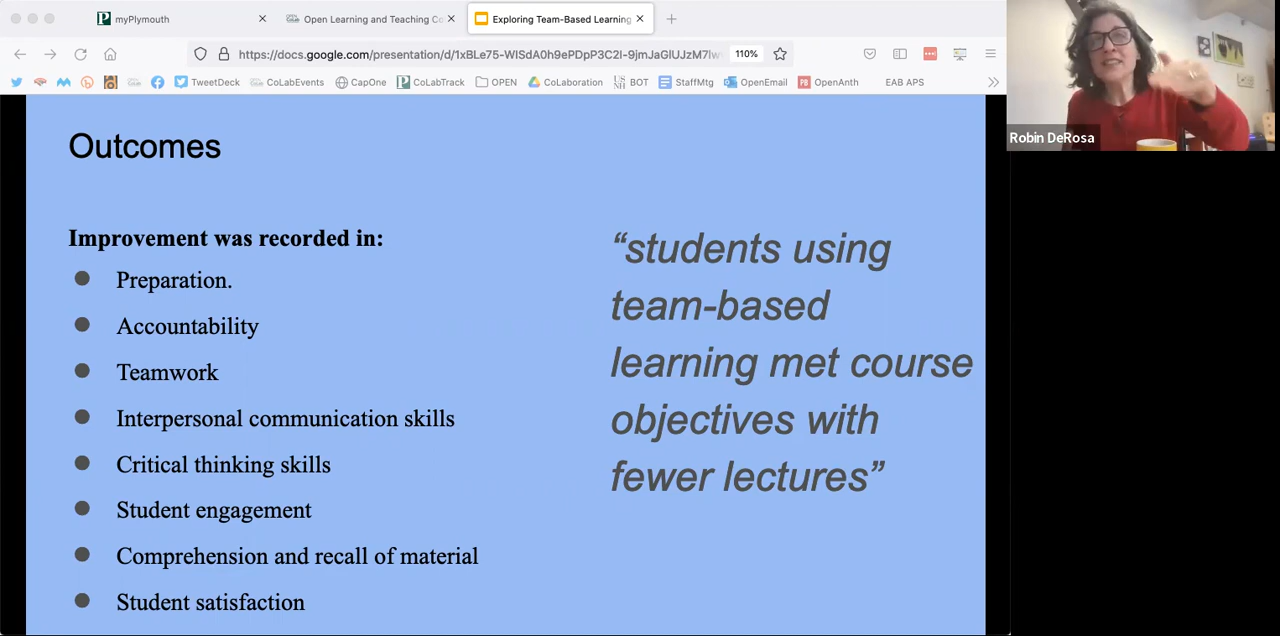 myPlymouth
Open Learning and Teaching Co
Exploring Team-Based Learning
https://docs.google.com/presentation/d/1xBLe75-WISdA0h9ePDpP3C2I-9jmJaGlUJzM7lw
110%
TweetDeck
CoLabEvents
CapOne
CoLabTrack
OPEN
CoLaboration
BOT
StaffMtg
OpenEmail
OpenAnth
EAB APS
Robin DeRosa
Outcomes
Improvement was recorded in:
Preparation.
Accountability
Teamwork
Interpersonal communication skills
Critical thinking skills
Student engagement
Comprehension and recall of material
Student satisfaction
“students using
team-based
learning met course
objectives with
fewer lectures”